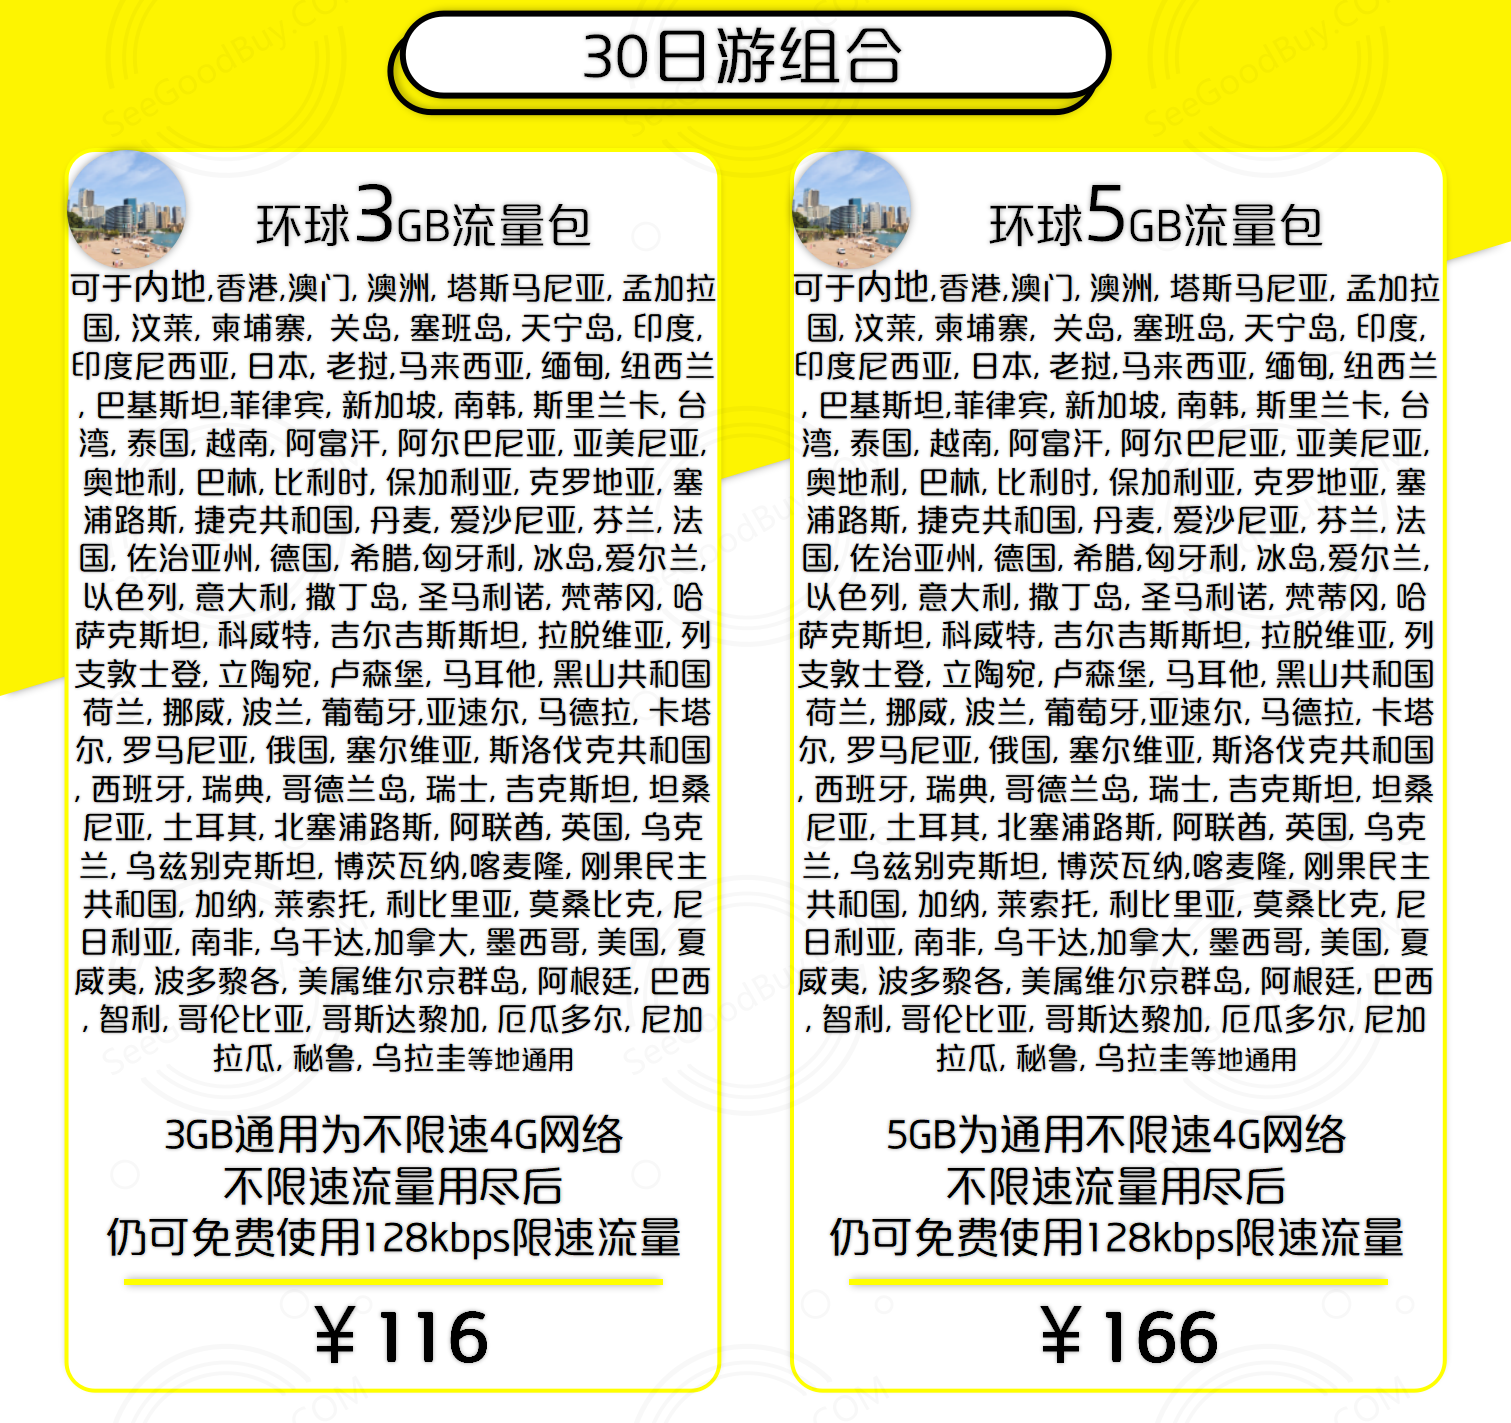 30日游组合
环球3GB流量包
可于内地,香港,澳门, 澳洲, 塔斯马尼亚, 孟加拉
国, 汶莱, 柬埔寨, 关岛, 塞班岛, 天宁岛, 印度,
印度尼西亚, 日本, 老挝,马来西亚, 缅甸, 纽西兰
, 巴基斯坦,菲律宾, 新加坡, 南韩, 斯里兰卡, 台
湾, 泰国, 越南, 阿富汗, 阿尔巴尼亚, 亚美尼亚,
奥地利, 巴林, 比利时, 保加利亚, 克罗地亚, 塞
浦路斯, 捷克共和国, 丹麦, 爱沙尼亚, 芬兰, 法
国, 佐治亚州, 德国, 希腊,匈牙利, 冰岛,爱尔兰,
以色列, 意大利, 撒丁岛, 圣马利诺, 梵蒂冈, 哈
萨克斯坦, 科威特, 吉尔吉斯斯坦, 拉脱维亚, 列
支敦士登, 立陶宛, 卢森堡, 马耳他, 黑山共和国
荷兰, 挪威, 波兰, 葡萄牙,亚速尔, 马德拉, 卡塔
尔, 罗马尼亚, 俄国, 塞尔维亚, 斯洛伐克共和国
, 西班牙, 瑞典, 哥德兰岛, 瑞士, 吉克斯坦, 坦桑
尼亚, 土耳其, 北塞浦路斯, 阿联酋, 英国, 乌克
兰, 乌兹别克斯坦, 博茨瓦纳,喀麦隆, 刚果民主
共和国, 加纳, 莱索托, 利比里亚, 莫桑比克, 尼
日利亚, 南非, 乌干达,加拿大, 墨西哥, 美国, 夏
威夷, 波多黎各, 美属维尔京群岛, 阿根廷, 巴西
, 智利, 哥伦比亚, 哥斯达黎加, 厄瓜多尔, 尼加
拉瓜, 秘鲁, 乌拉圭等地通用
3GB通用为不限速4G网络
不限速流量用尽后
仍可免费使用128kbps限速流量
￥116
环球5GB流量包
可于内地,香港,澳门, 澳洲, 塔斯马尼亚, 孟加拉
国, 汶莱, 柬埔寨, 关岛, 塞班岛, 天宁岛, 印度,
印度尼西亚, 日本, 老挝,马来西亚, 缅甸, 纽西兰
, 巴基斯坦,菲律宾, 新加坡, 南韩, 斯里兰卡, 台
湾, 泰国, 越南, 阿富汗, 阿尔巴尼亚, 亚美尼亚,
奥地利, 巴林, 比利时, 保加利亚, 克罗地亚, 塞
浦路斯, 捷克共和国, 丹麦, 爱沙尼亚, 芬兰, 法
国, 佐治亚州, 德国, 希腊,匈牙利, 冰岛,爱尔兰,
以色列, 意大利, 撒丁岛, 圣马利诺, 梵蒂冈, 哈
萨克斯坦, 科威特, 吉尔吉斯斯坦, 拉脱维亚, 列
支敦士登, 立陶宛, 卢森堡, 马耳他, 黑山共和国
荷兰, 挪威, 波兰, 葡萄牙,亚速尔, 马德拉, 卡塔
尔, 罗马尼亚, 俄国, 塞尔维亚, 斯洛伐克共和国
, 西班牙, 瑞典, 哥德兰岛, 瑞士, 吉克斯坦, 坦桑
尼亚, 土耳其, 北塞浦路斯, 阿联酋, 英国, 乌克
兰, 乌兹别克斯坦, 博茨瓦纳,喀麦隆, 刚果民主
共和国, 加纳, 莱索托, 利比里亚, 莫桑比克, 尼
日利亚, 南非, 乌干达,加拿大, 墨西哥, 美国, 夏
威夷, 波多黎各, 美属维尔京群岛, 阿根廷, 巴西
, 智利, 哥伦比亚, 哥斯达黎加, 厄瓜多尔, 尼加
拉瓜, 秘鲁, 乌拉圭等地通用
5GB为通用不限速4G网络
不限速流量用尽后
仍可免费使用128kbps限速流量
￥166
SeeGoodBuy.COM